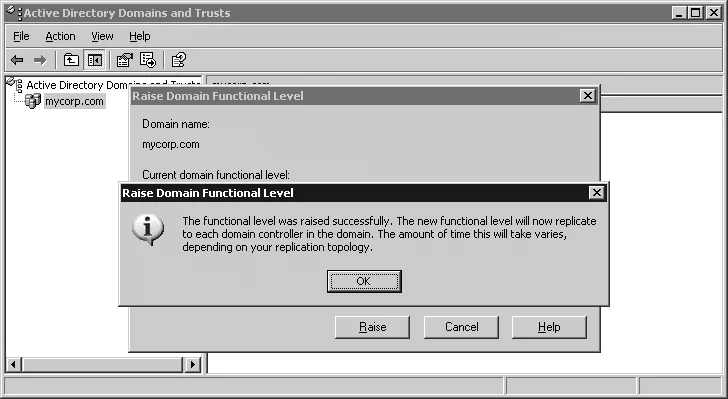 Active Directory Domains and Trusts
File Action View Help
Active Directory Domains and Trusts mycorp.com
mycorp.com
Raise Domain Functional Level
Domain name:
mycorp.com
Current domain functional level:
Raise Domain Functional Level
The functional level was raised successfully. The new functional level will now replicate
to each domain controller in the domain. The amount of time this will take varies,
depending on your replication topology.
OK
Raise Cancel Help